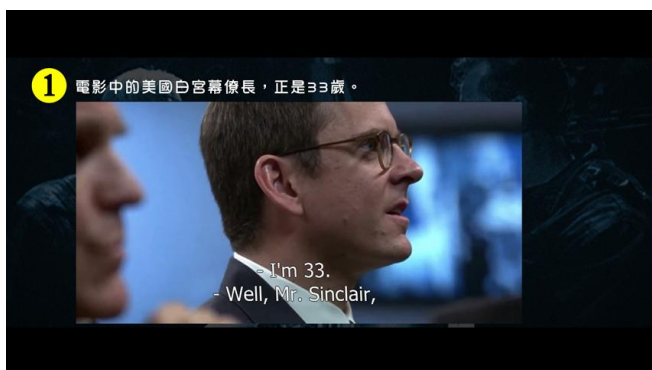 1
電影中的美國白宮幕僚長，正是33歲。
- I'm 33.
- Well, Mr. Sinclair,